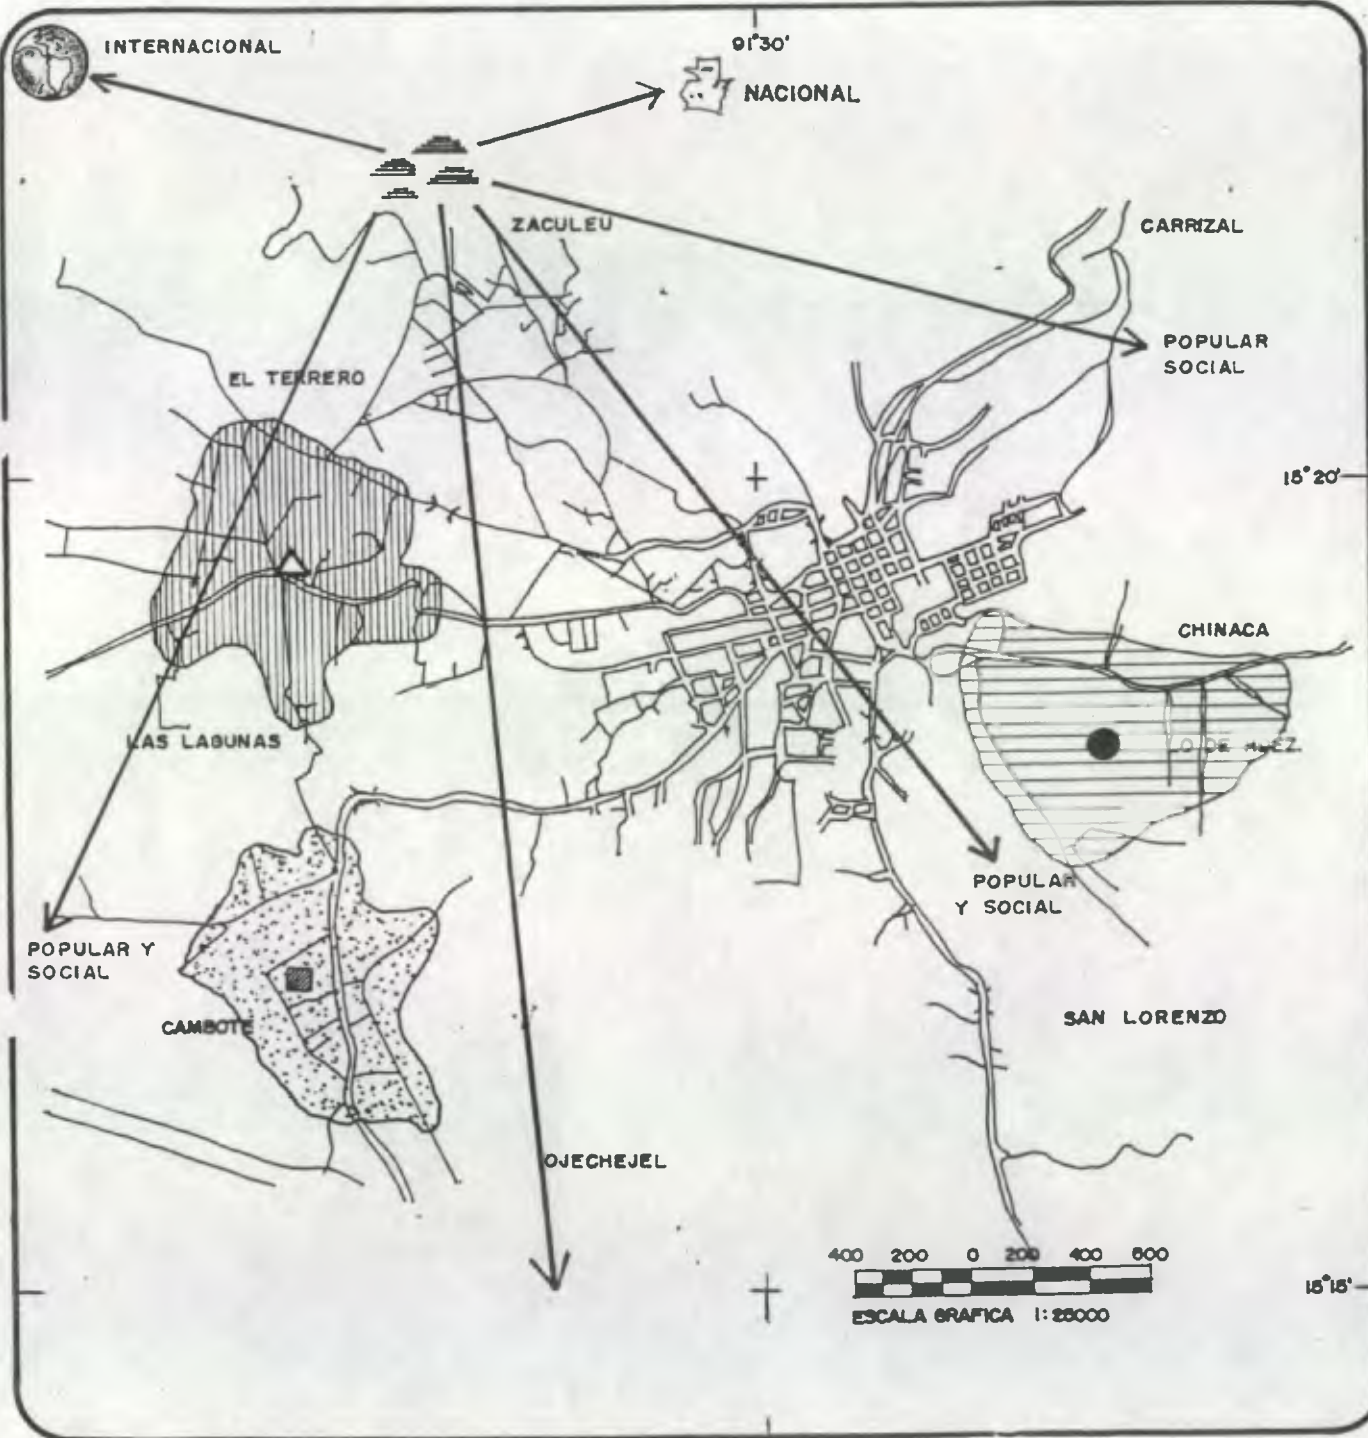 INTERNACIONAL
91°30'
NACIONAL
ZACULEU
CARRIZAL
POPULAR
SOCIAL
EL TERRERO
15°20'
CHINACA
LAS LAGUNAS
O DE
POPULAR
Y SOCIAL
POPULAR Y
SOCIAL
CAMBOTE
SAN LORENZO
OJECHEJEL
400 200 0 200 400 600
15°15'
ESCALA GRAFICA 1:25000